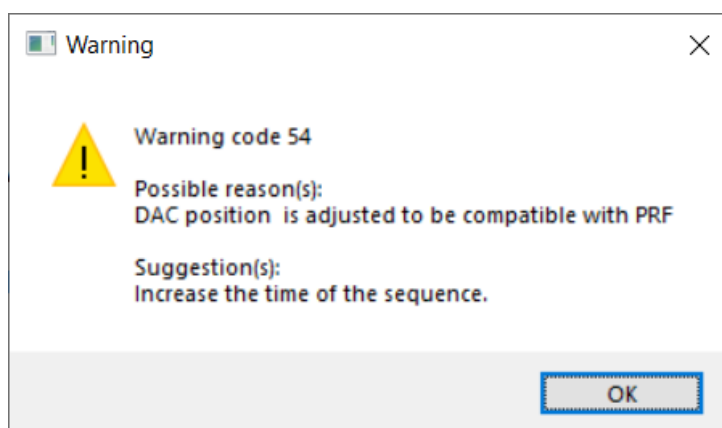 Warning
Warning code 54
Possible reason(s):
DAC position  is adjusted to be compatible with PRF
Suggestion(s):
Increase the time of the sequence.
OK